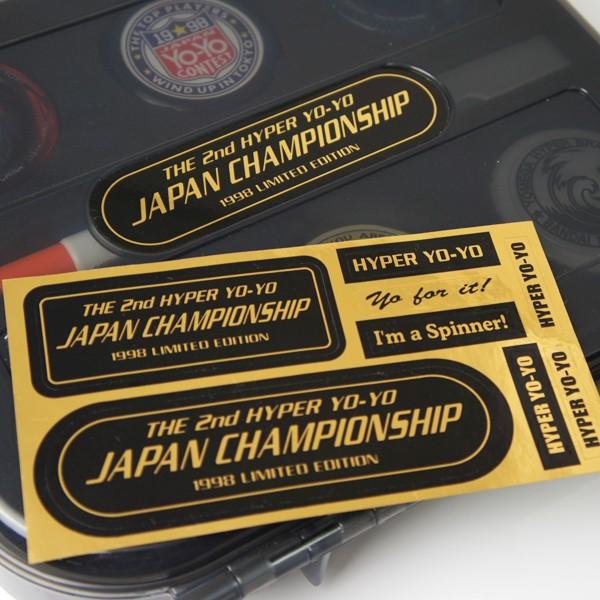 THE TOP PLAYERS
1998
JAPAN
YO-YO
CONTEST
WIND UP IN TOKYO
THE 2nd HYPER YO-YO
JAPAN CHAMPIONSHIP
1998 LIMITED EDITION
THE 2nd HYPER YO-YO
JAPAN CHAMPIONSHIP
1998 LIMITED EDITION
HYPER YO-YO
Yo for it!
I'm a Spinner!
HYPER YO-YO
THE 2nd HYPER YO-YO
JAPAN CHAMPIONSHIP
1998 LIMITED EDITION
HYPER YO-YO
HYPER YO-YO